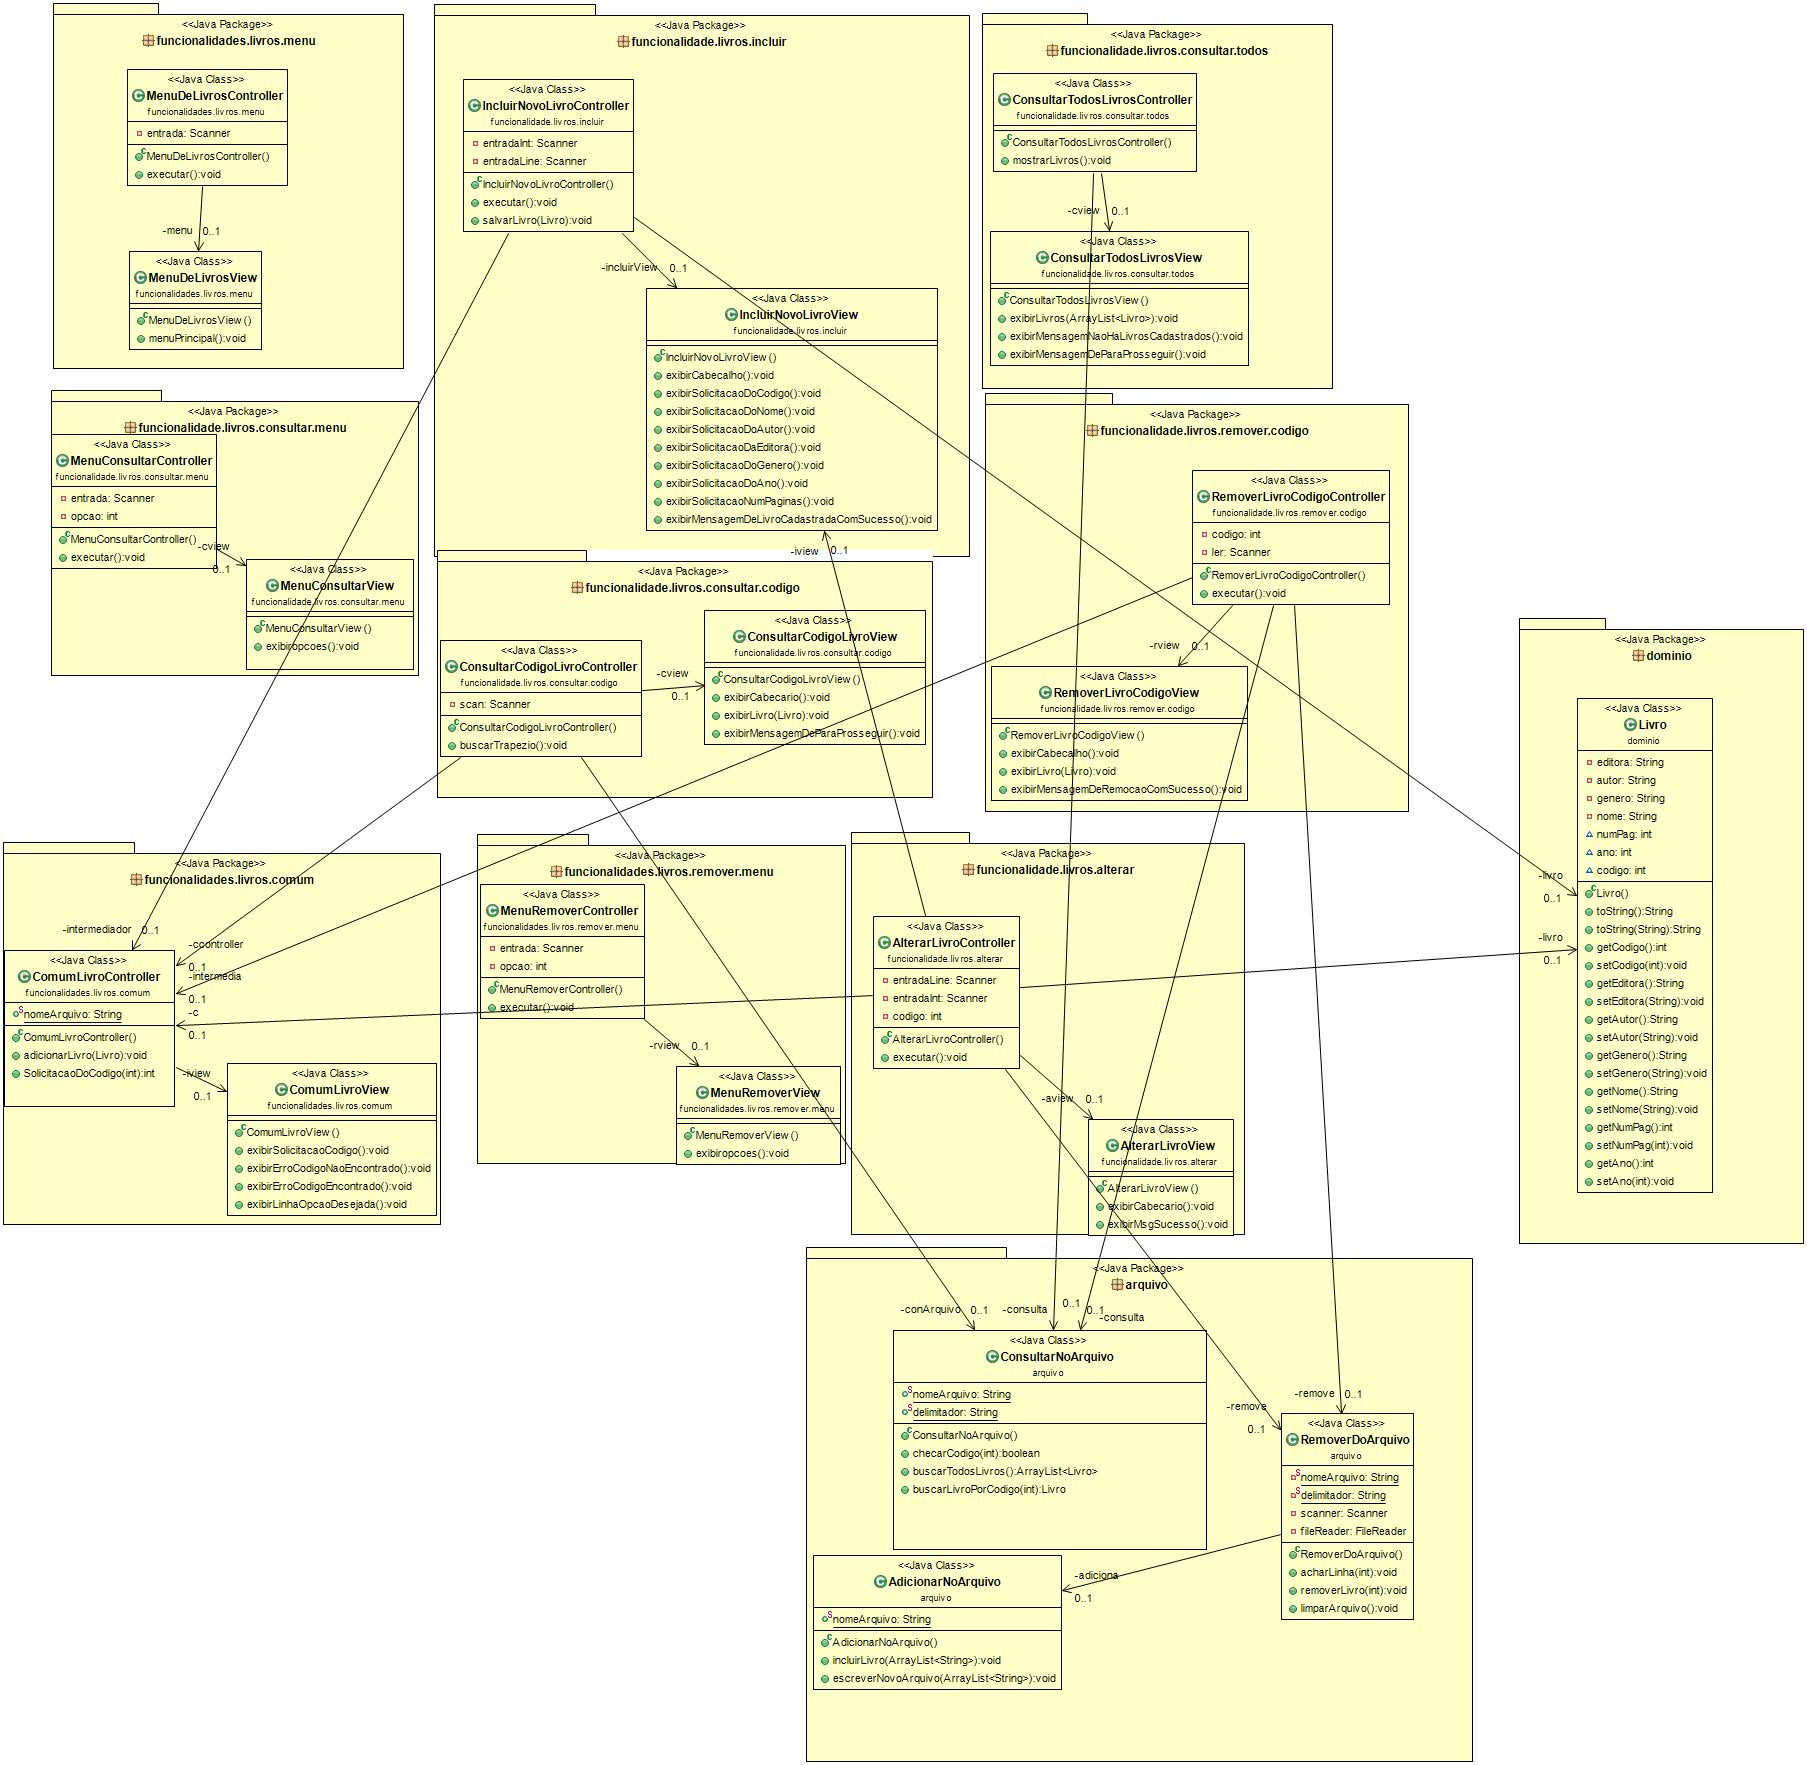 <<Java Package>>
funcionalidades.livros.menu
<<Java Class>>
MenuDeLivrosController
funcionalidades.livros.menu
entrada: Scanner
MenuDeLivrosController()
executar():void
-menu
0..1
<<Java Class>>
MenuDeLivrosView
funcionalidades.livros.menu
MenuDeLivrosView()
menuPrincipal():void
<<Java Package>>
funcionalidade.livros.incluir
<<Java Class>>
IncluirNovoLivroController
funcionalidade.livros.incluir
entradaInt: Scanner
entradaLine: Scanner
IncluirNovoLivroController()
executar():void
salvarLivro(Livro):void
-incluirView
0..1
<<Java Class>>
IncluirNovoLivroView
funcionalidade.livros.incluir
IncluirNovoLivroView()
exibirCabecalho():void
exibirSolicitacaoDoCodigo():void
exibirSolicitacaoDoNome():void
exibirSolicitacaoDoAutor():void
exibirSolicitacaoDaEditora():void
exibirSolicitacaoDoGenero():void
exibirSolicitacaoDoAno():void
exibirSolicitacaoNumPaginas():void
exibirMensagemDeLivroCadastradaComSucesso():void
-iview
0..1
<<Java Package>>
funcionalidade.livros.consultar.todos
<<Java Class>>
ConsultarTodosLivrosController
funcionalidade.livros.consultar.todos
ConsultarTodosLivrosController()
mostrarLivros():void
-cview
0..1
<<Java Class>>
ConsultarTodosLivrosView
funcionalidade.livros.consultar.todos
ConsultarTodosLivrosView()
exibirLivros(ArrayList<Livro>):void
exibirMensagemNaoHaLivrosCadastrados():void
exibirMensagemDeParaProsseguir():void
<<Java Package>>
funcionalidade.livros.consultar.menu
<<Java Class>>
MenuConsultarController
funcionalidade.livros.consultar.menu
entrada: Scanner
opcao: int
MenuConsultarController()
executar():void
-cview
0..1
<<Java Class>>
MenuConsultarView
funcionalidade.livros.consultar.menu
MenuConsultarView()
exibiropcoes():void
<<Java Package>>
funcionalidade.livros.consultar.codigo
<<Java Class>>
ConsultarCodigoLivroController
funcionalidade.livros.consultar.codigo
scan: Scanner
ConsultarCodigoLivroController()
buscarTrapezio():void
-cview
0..1
<<Java Class>>
ConsultarCodigoLivroView
funcionalidade.livros.consultar.codigo
ConsultarCodigoLivroView()
exibirCabecario():void
exibirLivro(Livro):void
exibirMensagemDeParaProsseguir():void
<<Java Package>>
funcionalidade.livros.remover.codigo
<<Java Class>>
RemoverLivroCodigoController
funcionalidade.livros.remover.codigo
codigo: int
ler: Scanner
RemoverLivroCodigoController()
executar():void
-rview
0..1
<<Java Class>>
RemoverLivroCodigoView
funcionalidade.livros.remover.codigo
RemoverLivroCodigoView()
exibirCabecalho():void
exibirLivro(Livro):void
exibirMensagemDeRemocaoComSucesso():void
<<Java Package>>
dominio
<<Java Class>>
Livro
dominio
editora: String
autor: String
genero: String
nome: String
numPag: int
ano: int
codigo: int
Livro()
toString():String
toString(String):String
getCodigo():int
setCodigo(int):void
getEditora():String
setEditora(String):void
getAutor():String
setAutor(String):void
getGenero():String
setGenero(String):void
getNome():String
setNome(String):void
getNumPag():int
setNumPag(int):void
getAno():int
setAno(int):void
-livro
0..1
-livro
0..1
<<Java Package>>
funcionalidades.livros.comum
-intermediador
0..1
-ccontroller
0..1
-intermedia
0..1
-c
0..1
<<Java Class>>
ComumLivroController
funcionalidades.livros.comum
nomeArquivo: String
ComumLivroController()
adicionarLivro(Livro):void
SolicitacaoDoCodigo(int):int
-iview
0..1
<<Java Class>>
ComumLivroView
funcionalidades.livros.comum
ComumLivroView()
exibirSolicitacaoCodigo():void
exibirErroCodigoNaoEncontrado():void
exibirErroCodigoEncontrado():void
exibirLinhaOpcaoDesejada():void
<<Java Package>>
funcionalidades.livros.remover.menu
<<Java Class>>
MenuRemoverController
funcionalidades.livros.remover.menu
entrada: Scanner
opcao: int
MenuRemoverController()
executar():void
-rview
0..1
<<Java Class>>
MenuRemoverView
funcionalidades.livros.remover.menu
MenuRemoverView()
exibiropcoes():void
<<Java Package>>
funcionalidade.livros.alterar
<<Java Class>>
AlterarLivroController
funcionalidade.livros.alterar
entradaLine: Scanner
entradaInt: Scanner
codigo: int
AlterarLivroController()
executar():void
-aview
0..1
<<Java Class>>
AlterarLivroView
funcionalidade.livros.alterar
AlterarLivroView()
exibirCabecario():void
exibirMsgSucesso():void
<<Java Package>>
arquivo
-conArquivo
0..1
-consulta
0..1
0..1
-consulta
<<Java Class>>
ConsultarNoArquivo
arquivo
nomeArquivo: String
delimitador: String
ConsultarNoArquivo()
checarCodigo(int):boolean
buscarTodosLivros():ArrayList<Livro>
buscarLivroPorCodigo(int):Livro
-remove
0..1
-remove
0..1
<<Java Class>>
RemoverDoArquivo
arquivo
nomeArquivo: String
delimitador: String
scanner: Scanner
fileReader: FileReader
RemoverDoArquivo()
acharLinha(int):void
removerLivro(int):void
limparArquivo():void
-adiciona
0..1
<<Java Class>>
AdicionarNoArquivo
arquivo
nomeArquivo: String
AdicionarNoArquivo()
incluirLivro(ArrayList<String>):void
escreverNovoArquivo(ArrayList<String>):void